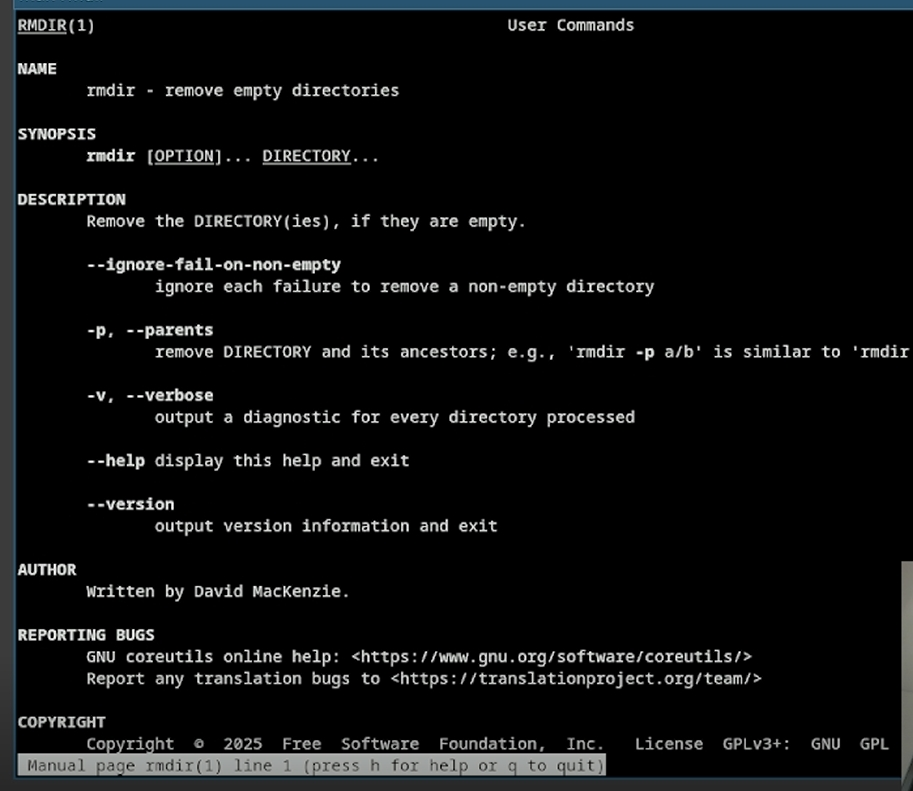 RMDIR(1) User Commands
NAME
rmdir - remove empty directories
SYNOPSIS
rmdir [OPTION]... DIRECTORY...
DESCRIPTION
Remove the DIRECTORY(ies), if they are empty.
--ignore-fail-on-non-empty
ignore each failure to remove a non-empty directory
-p, --parents
remove DIRECTORY and its ancestors; e.g., 'rmdir -p a/b' is similar to 'rmdir
-v, --verbose
output a diagnostic for every directory processed
--help display this help and exit
--version
output version information and exit
AUTHOR
Written by David MacKenzie.
REPORTING BUGS
GNU coreutils online help: <https://www.gnu.org/software/coreutils/>
Report any translation bugs to <https://translationproject.org/team/>
COPYRIGHT
Copyright © 2025 Free Software Foundation, Inc. License GPLv3+: GNU GPL
Manual page rmdir(1) line 1 (press h for help or q to quit)